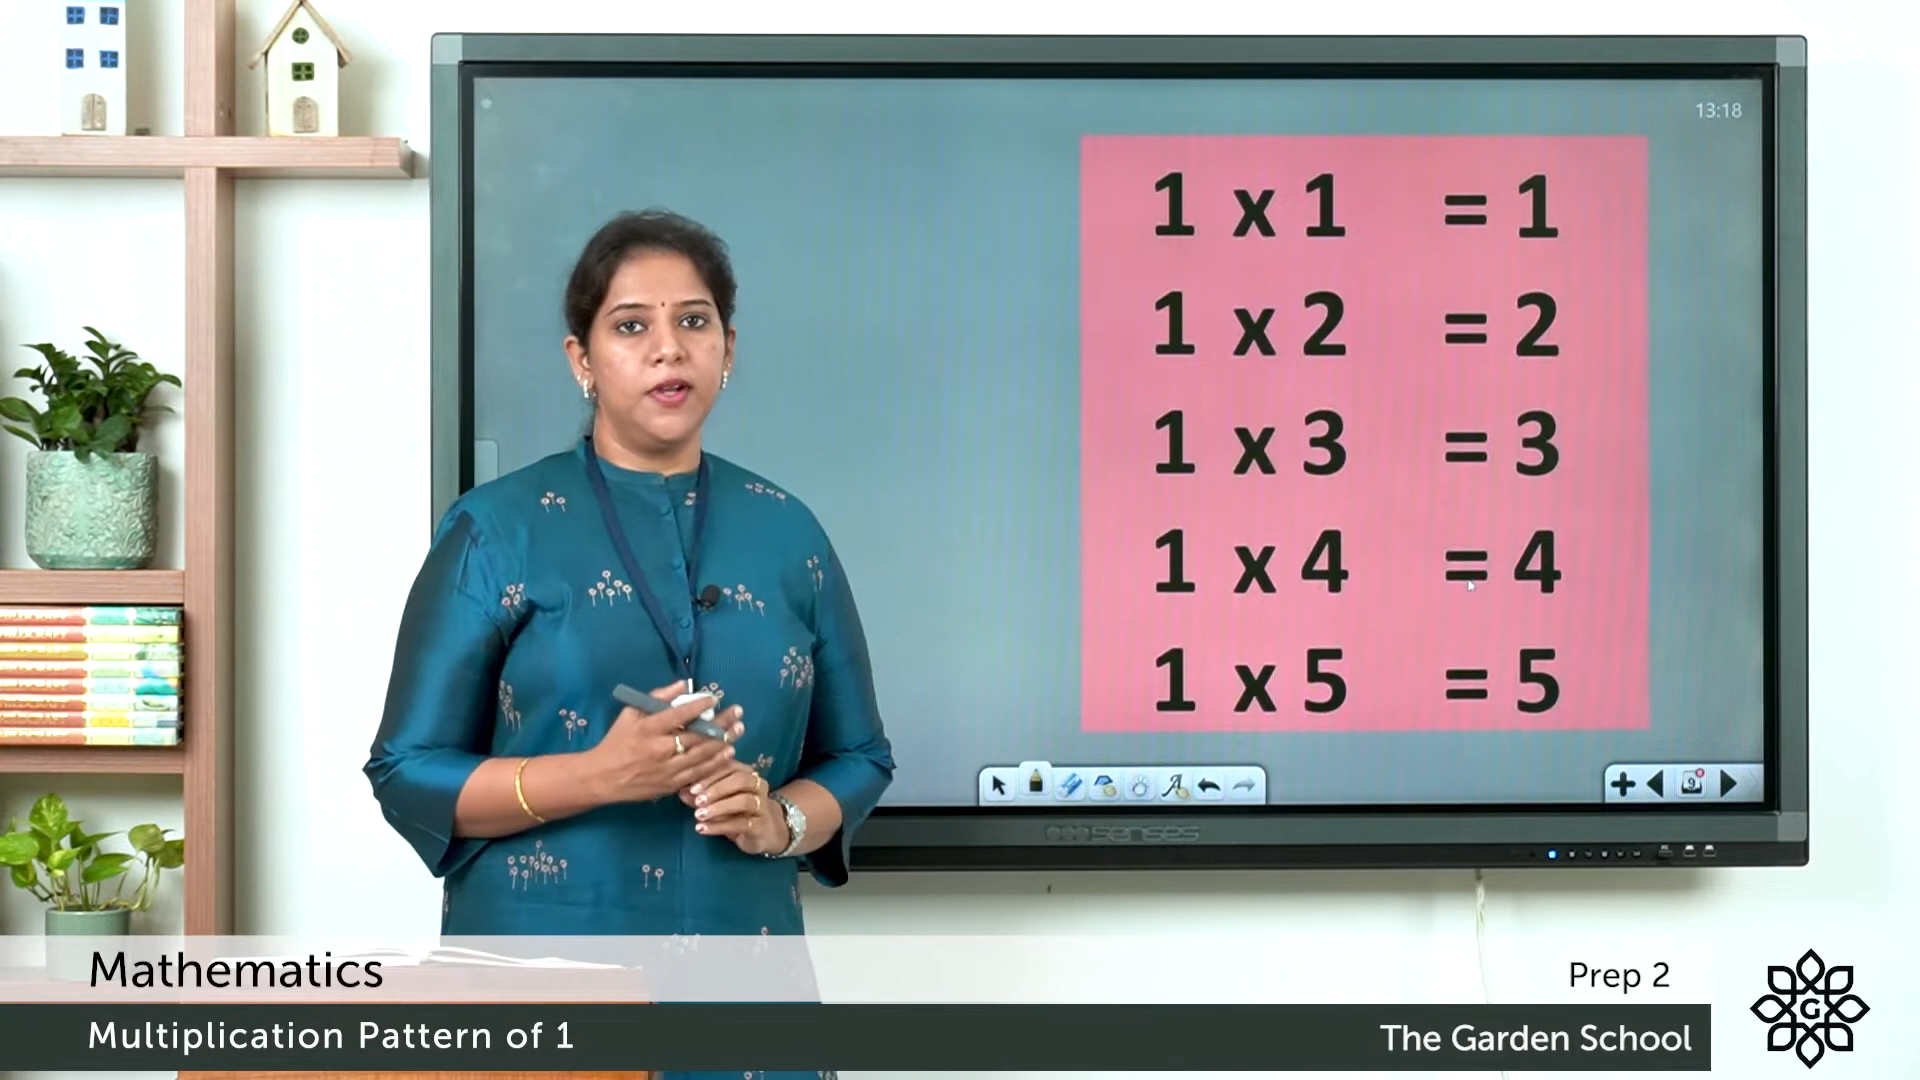 13:18
1 x 1 = 1
1 x 2 = 2
1 x 3 = 3
1 x 4 = 4
1 x 5 = 5
senses
Mathematics
Prep 2
Multiplication Pattern of 1
The Garden School
G